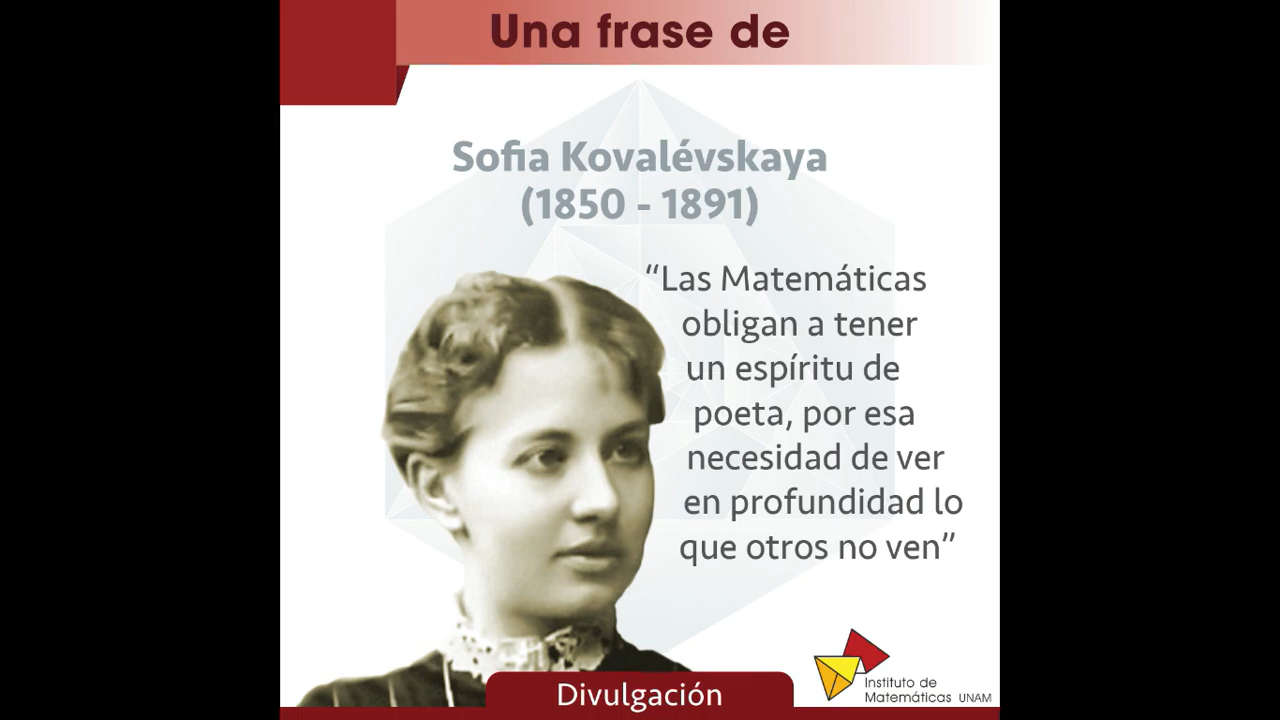 Una frase de
Sofia Kovalévskaya
(1850 - 1891)
“Las Matemáticas
obligan a tener
un espíritu de
poeta, por esa
necesidad de ver
en profundidad lo
que otros no ven”
Instituto de
Matemáticas UNAM
Divulgación